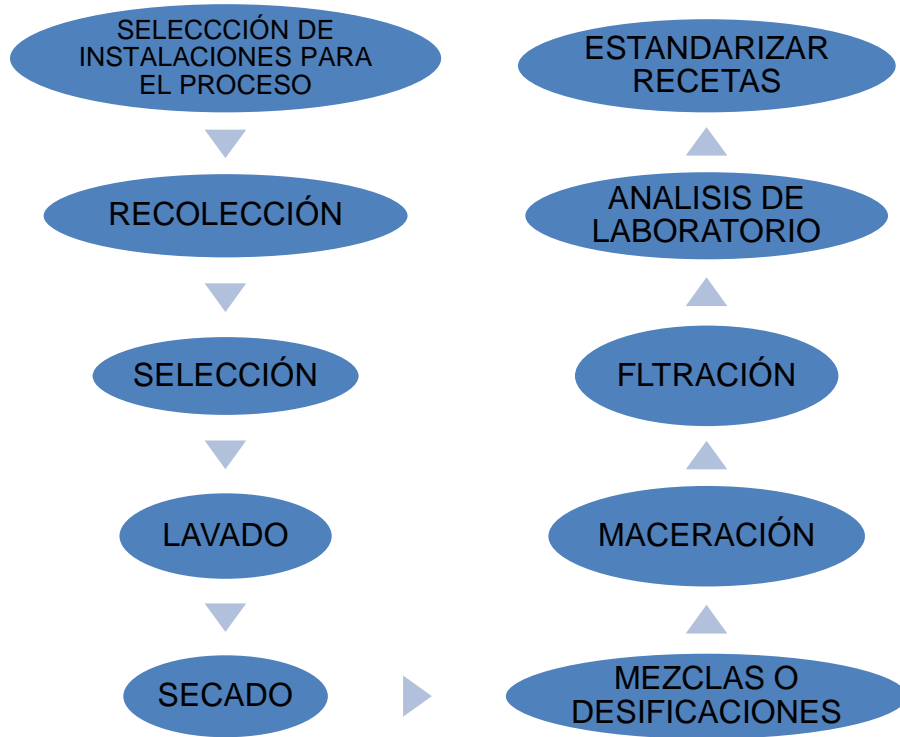 SELECCCIÓN DE
INSTALACIONES PARA
EL PROCESO
RECOLECCIÓN
SELECCIÓN
LAVADO
SECADO
MEZCLAS O
DESIFICACIONES
MACERACIÓN
FLTRACIÓN
ANALISIS DE
LABORATORIO
ESTANDARIZAR
RECETAS